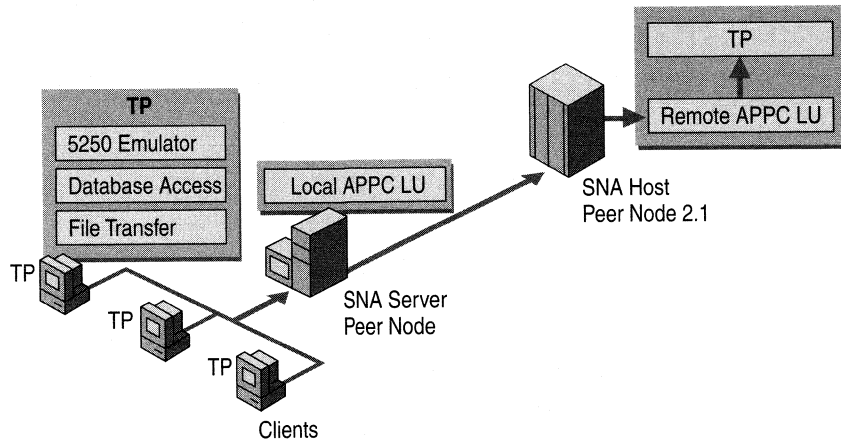 TP
Remote APPC LU
TP
5250 Emulator
Database Access
File Transfer
Local APPC LU
SNA Host
Peer Node 2.1
TP
SNA Server
Peer Node
TP
TP
Clients